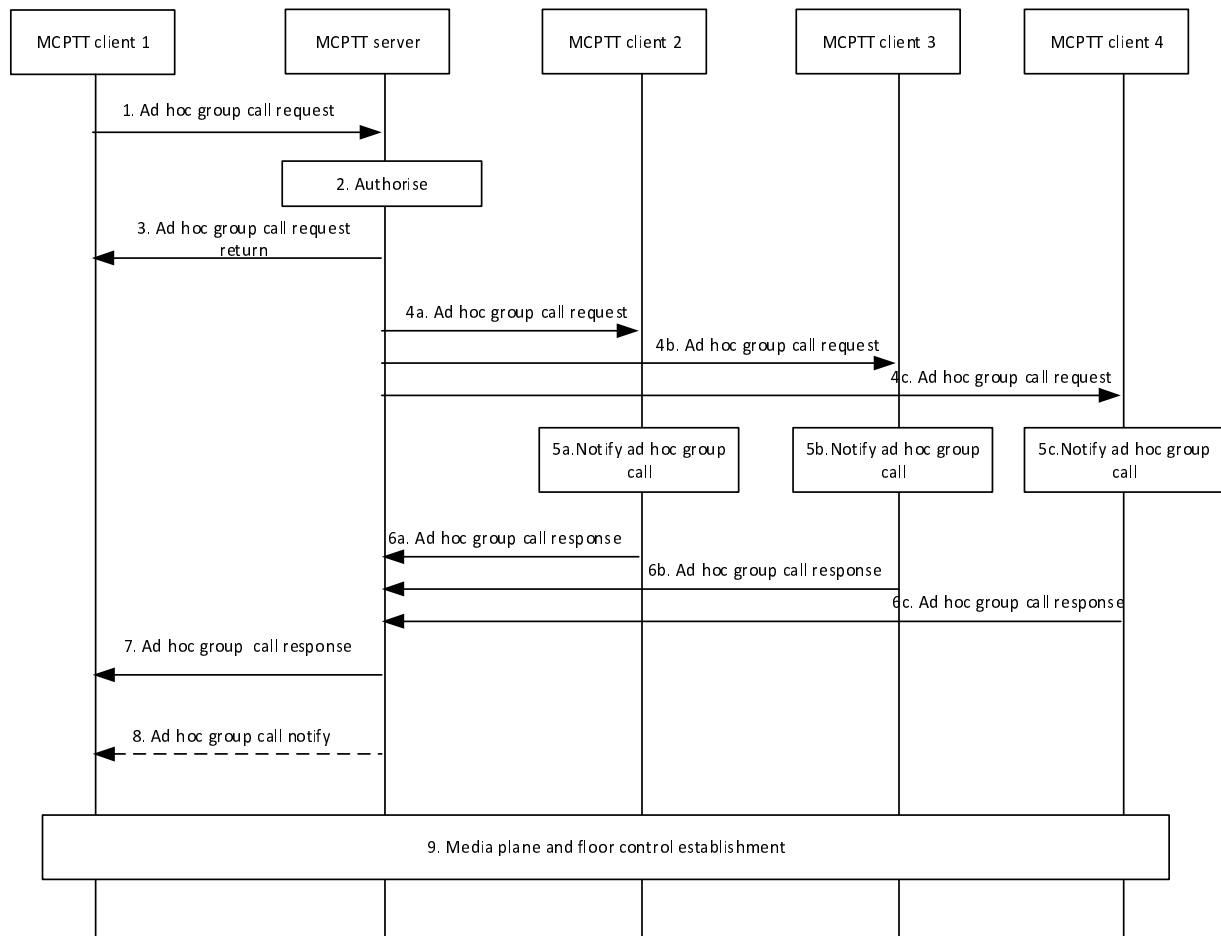 MCPTT client 1
MCPTT server
MCPTT client 2
MCPTT client 3
MCPTT client 4
1. Ad hoc group call request
2. Authorise
3. Ad hoc group call request
return
4a. Ad hoc group call request
4b. Ad hoc group call request
4c. Ad hoc group call request
5a.Notify ad hoc group
call
5b.Notify ad hoc group
call
5c.Notify ad hoc group
call
6a. Ad hoc group call response
6b. Ad hoc group call response
6c. Ad hoc group call response
7. Ad hoc group call response
8. Ad hoc group call notify
9. Media plane and floor control establishment